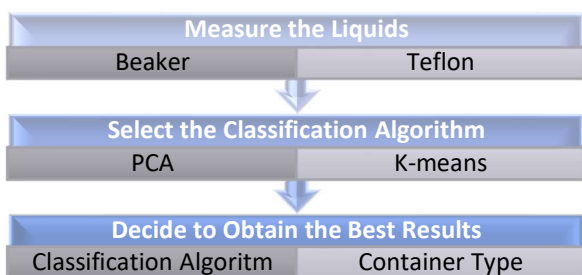 Measure the Liquids
Beaker Teflon
Select the Classification Algorithm
PCA K-means
Decide to Obtain the Best Results
Classification Algoritm Container Type